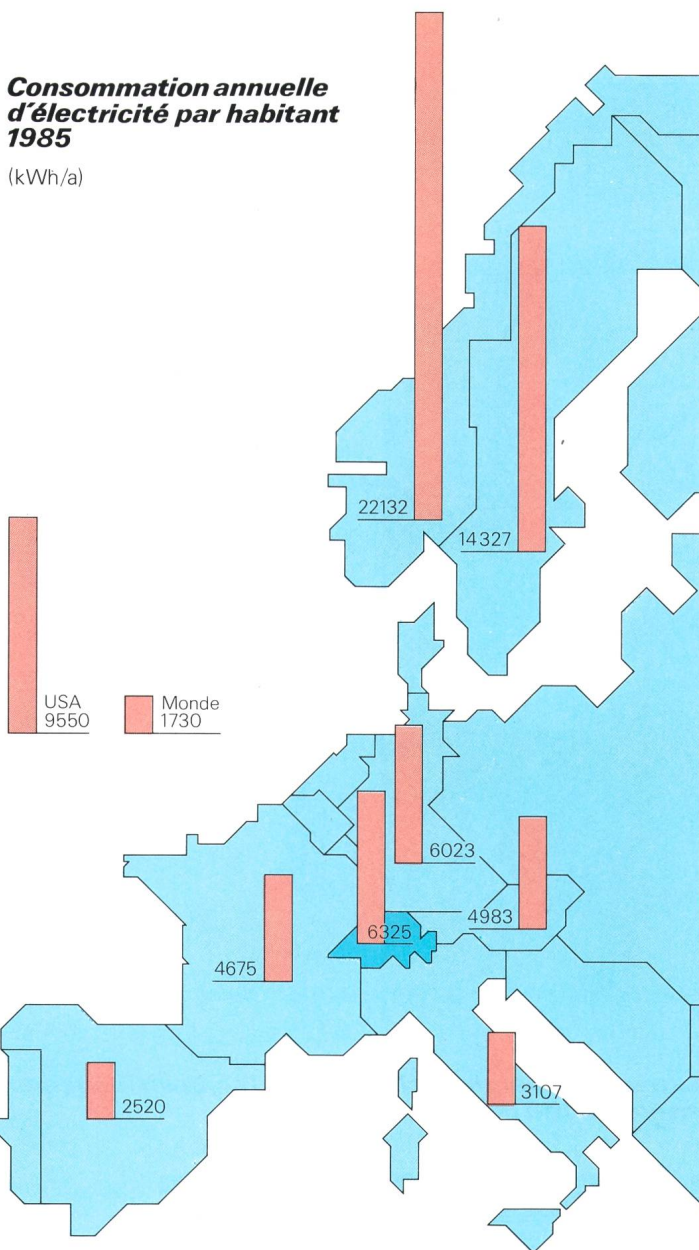 Consommation annuelle
d´électricité par habitant
1985
(kWh/a)
22132
14327
USA
9550
Monde
1730
6023
4983
6325
4675
3107
2520